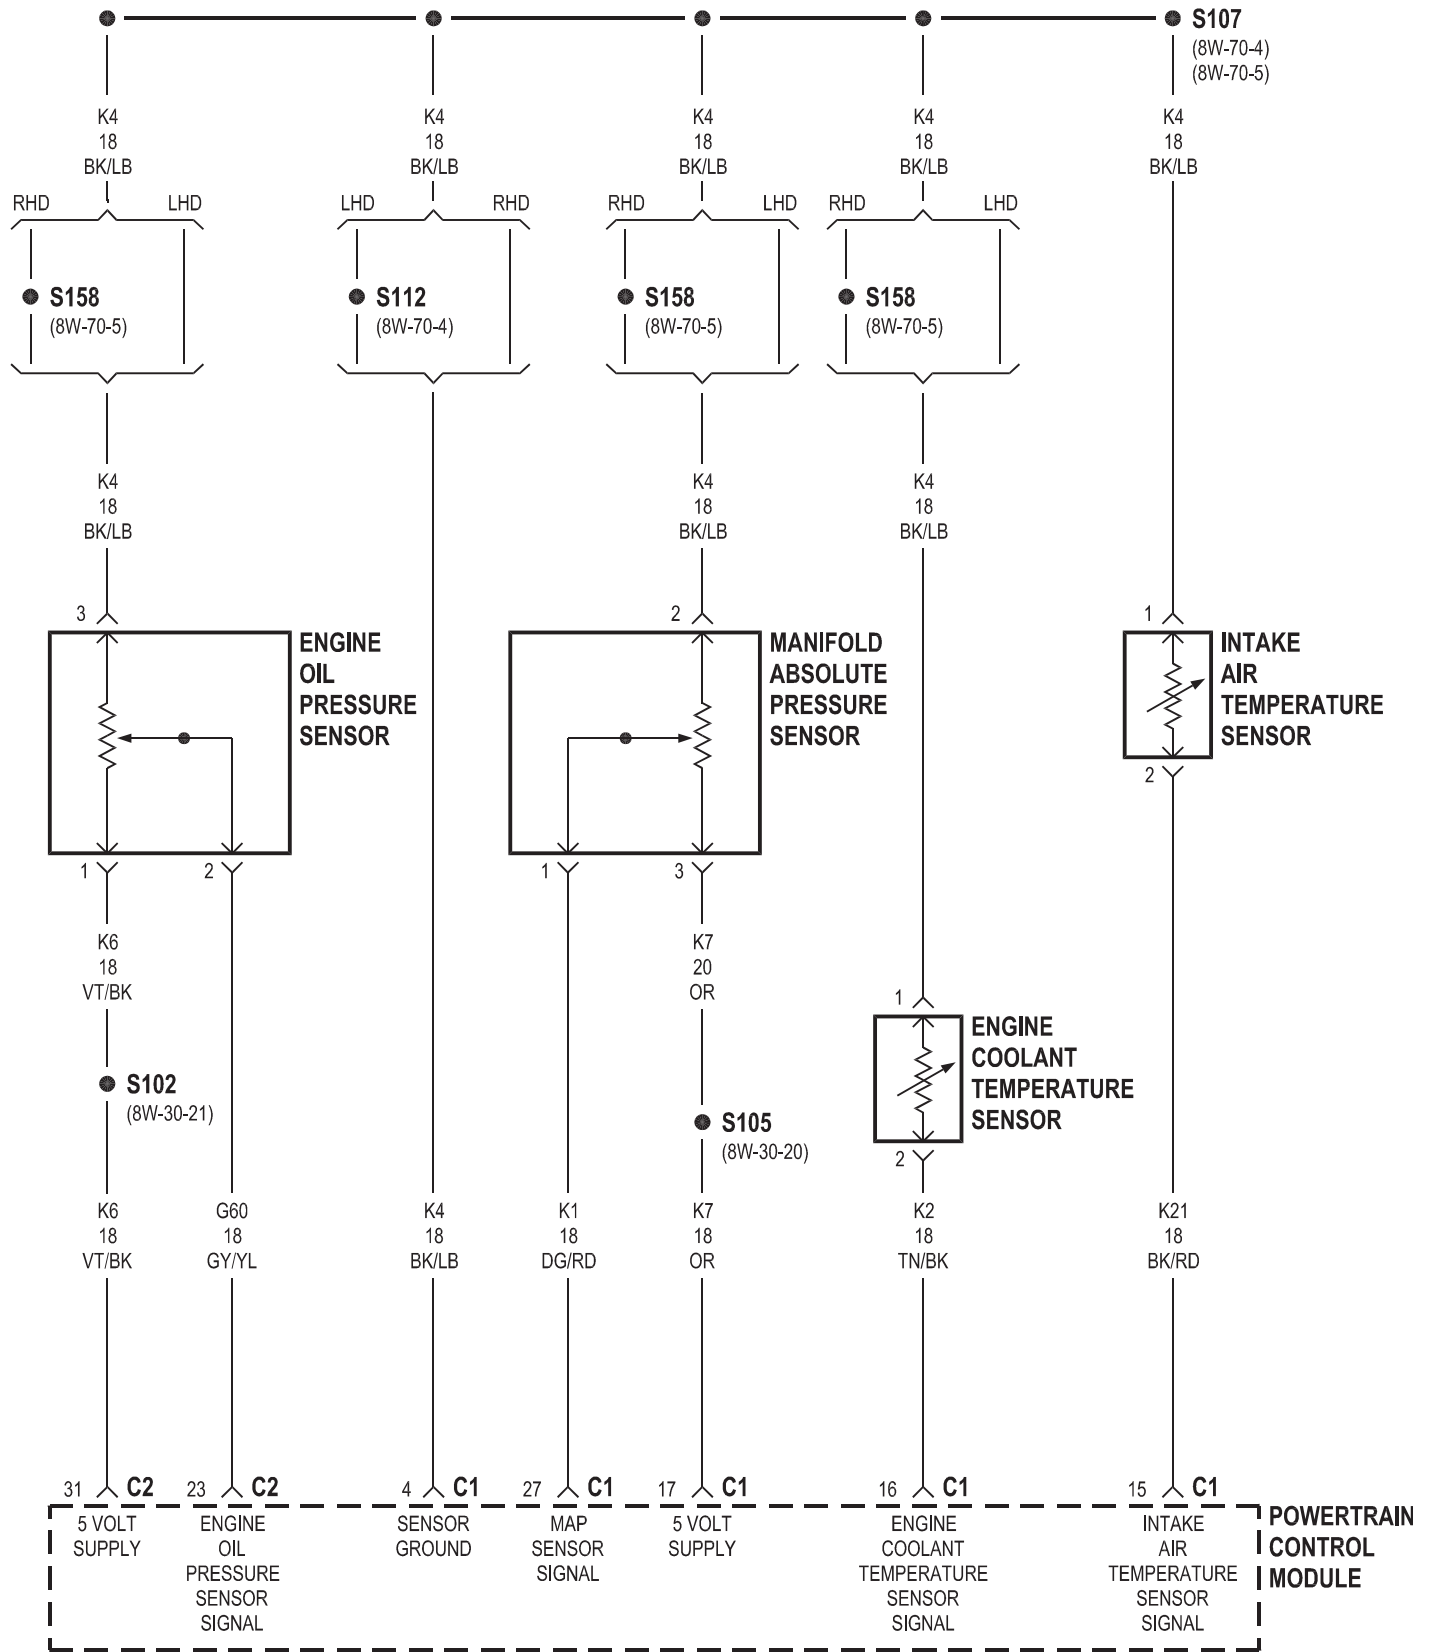 S107
(8W-70-4)
(8W-70-5)
K4 K4 K4 K4 K4
18 18 18 18 18
BK/LB BK/LB BK/LB BK/LB BK/LB
RHD LHD LHD RHD RHD LHD RHD LHD
S158 S112 S158 S158
(8W-70-5) (8W-70-4) (8W-70-5) (8W-70-5)
K4 K4 K4
18 18 18
BK/LB BK/LB BK/LB
3 2 1
ENGINE
OIL
PRESSURE
SENSOR
MANIFOLD
ABSOLUTE
PRESSURE
SENSOR
INTAKE
AIR
TEMPERATURE
SENSOR
2
1 2 1 3
K6 K7
18 20
VT/BK OR
1
ENGINE
COOLANT
TEMPERATURE
SENSOR
2
S102
(8W-30-21)
S105
(8W-30-20)
K6 G60 K4 K1 K7 K2 K21
18 18 18 18 18 18 18
VT/BK GY/YL BK/LB DG/RD OR TN/BK BK/RD
31 C2 23 C2 4 C1 27 C1 17 C1 16 C1 15 C1
5 VOLT
SUPPLY
ENGINE
OIL
PRESSURE
SENSOR
SIGNAL
SENSOR
GROUND
MAP
SENSOR
SIGNAL
5 VOLT
SUPPLY
ENGINE
COOLANT
TEMPERATURE
SENSOR
SIGNAL
INTAKE
AIR
TEMPERATURE
SENSOR
SIGNAL
POWERTRAIN
CONTROL
MODULE